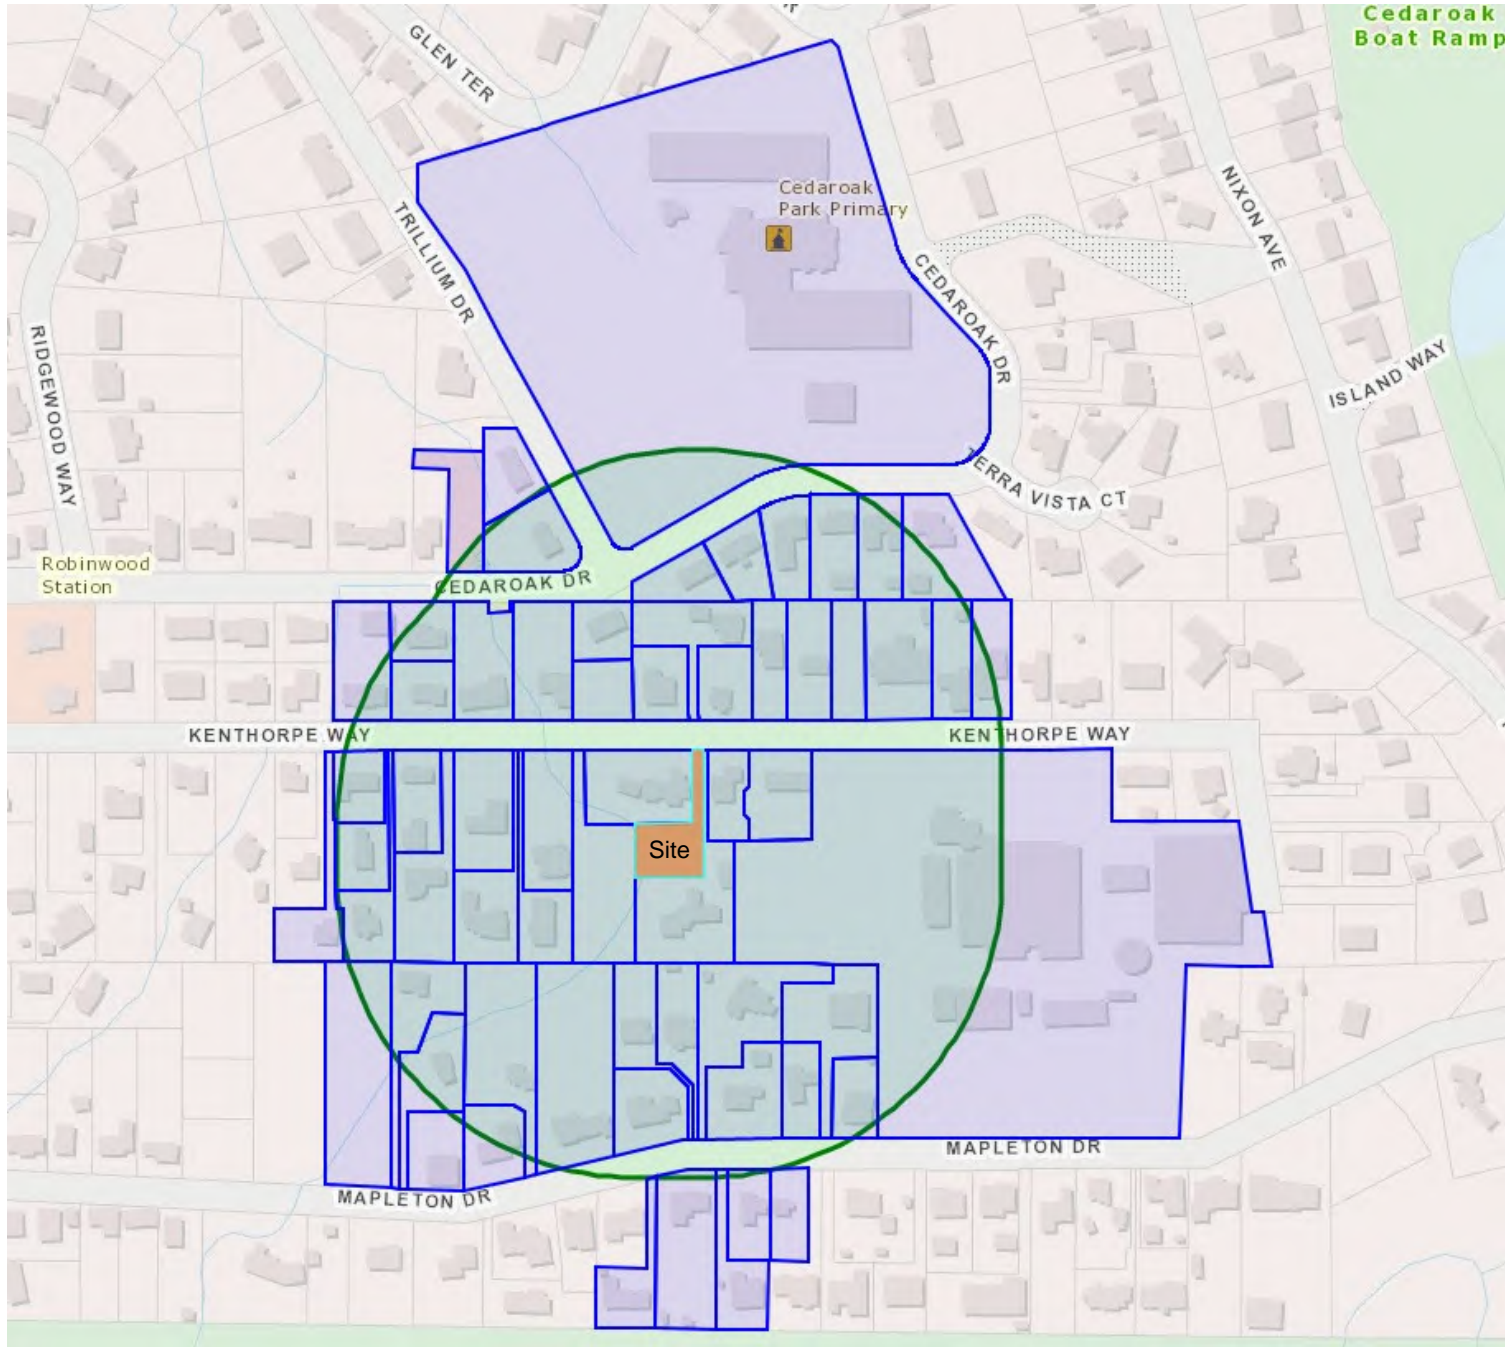 Cedaroak
Boat Ramp
GLEN TER
Cedaroak
Park Primary
TRILLIUM DR
NIXON AVE
CEDAROAK DR
RIDGEWOOD WAY
ISLAND WAY
TERRA VISTA CT
Robinwood
Station
CEDAROAK DR
KENTHORPE WAY
KENTHORPE WAY
Site
MAPLETON DR
MAPLETON DR